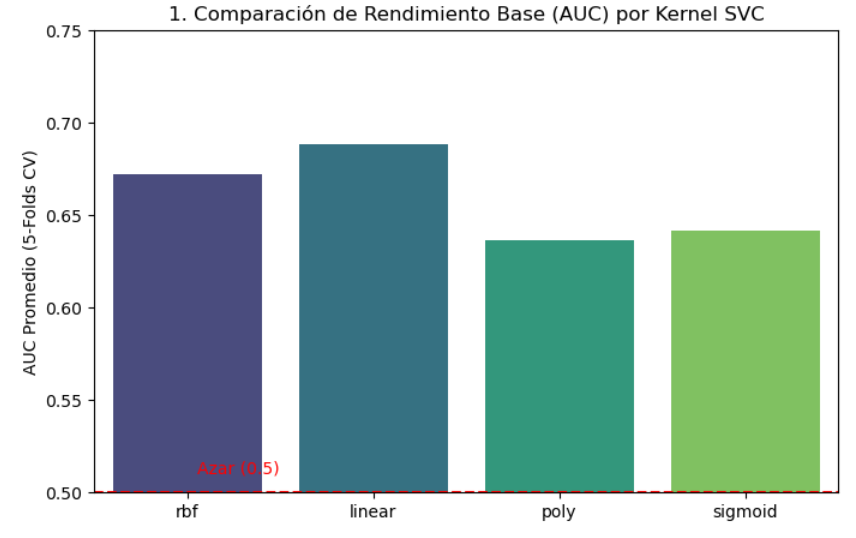 1. Comparación de Rendimiento Base (AUC) por Kernel SVC
AUC Promedio (5-Folds CV)
0.75
0.70
0.65
0.60
0.55
0.50
Azar (0.5)
rbf linear poly sigmoid